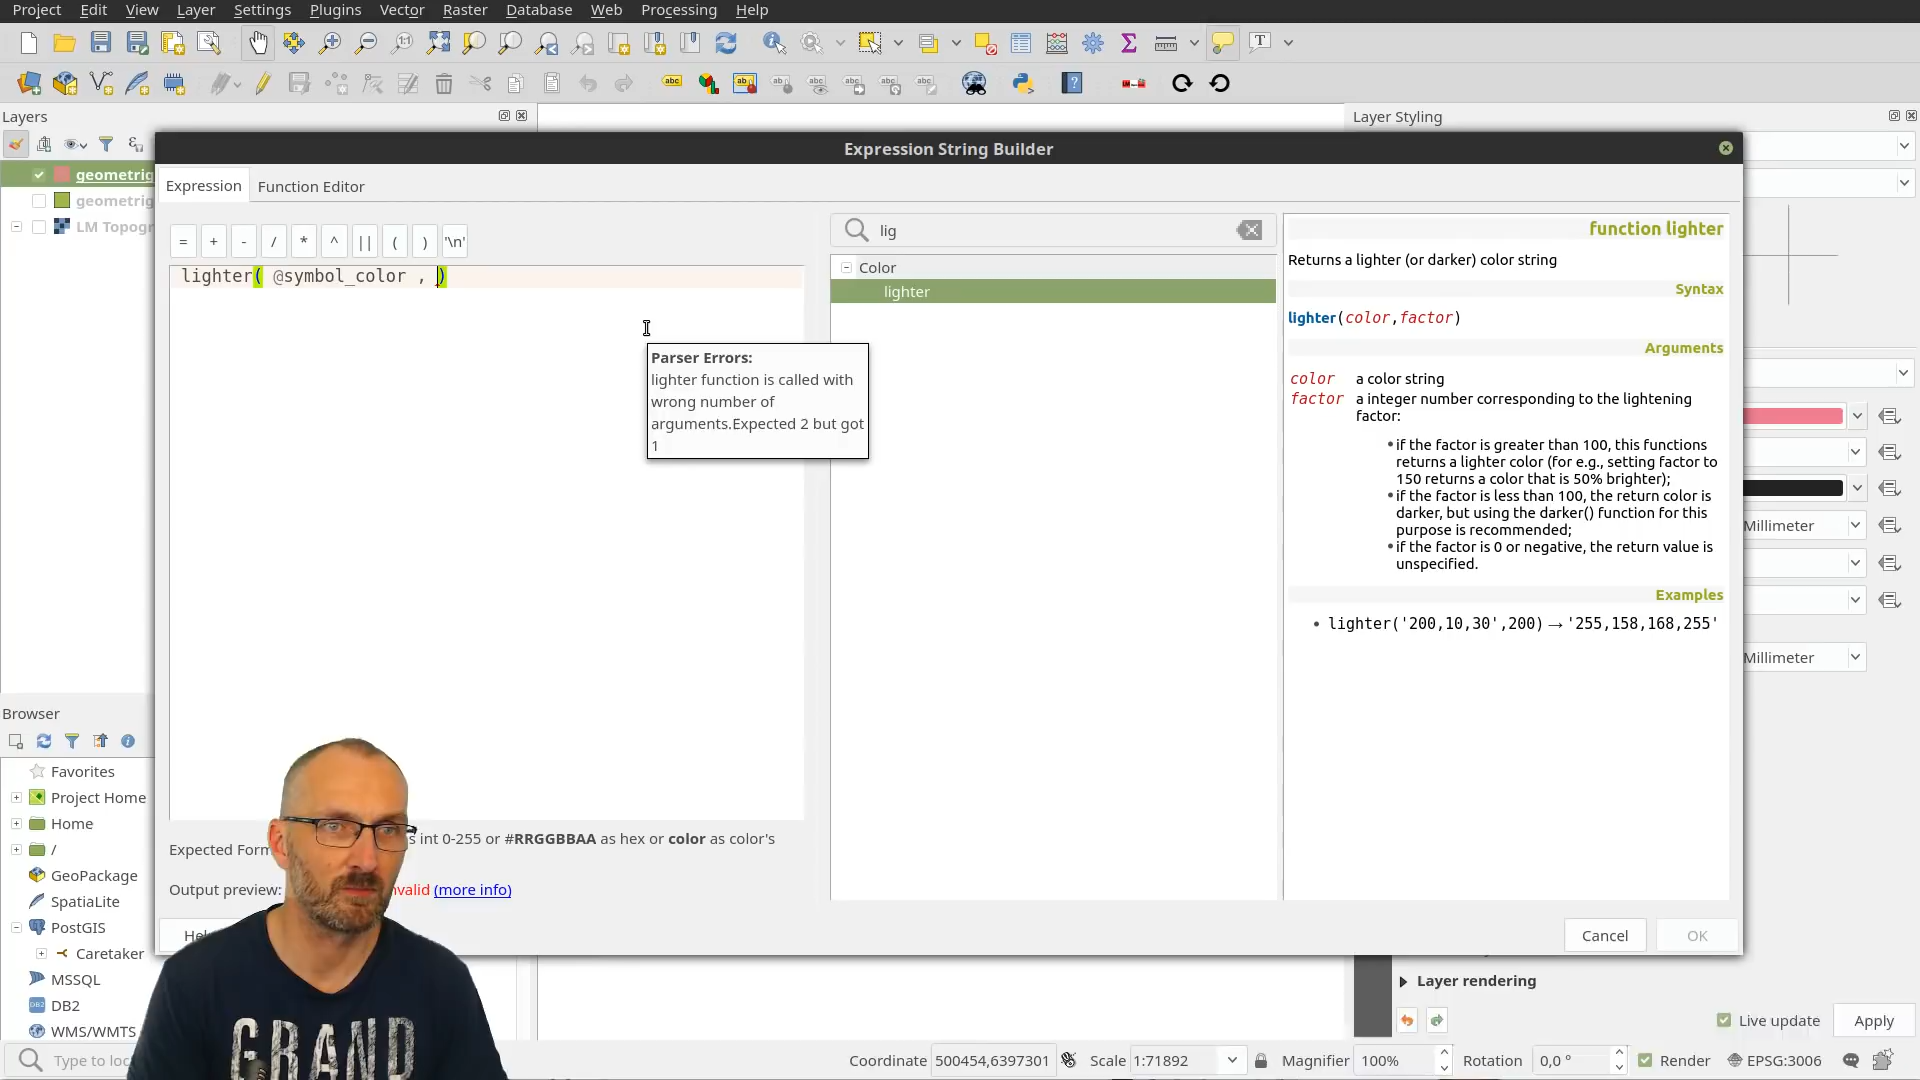 Project Edit View Layer Settings Plugins Vector Raster Database Web Processing Help
Layers
Layer Styling
Expression String Builder
geometrig
geometrig
LM Topogr
Expression Function Editor
= + - / * ^ || ( ) '\n'
lighter( @symbol_color , )
lig
Color
lighter
Parser Errors:
lighter function is called with
wrong number of
arguments.Expected 2 but got
1
function lighter
Returns a lighter (or darker) color string
Syntax
lighter(color,factor)
Arguments
color a color string
factor a integer number corresponding to the lightening
factor:
•if the factor is greater than 100, this functions
returns a lighter color (for e.g., setting factor to
150 returns a color that is 50% brighter);
•if the factor is less than 100, the return color is
darker, but using the darker() function for this
purpose is recommended;
•if the factor is 0 or negative, the return value is
unspecified.
Examples
• lighter('200,10,30',200) → '255,158,168,255'
Millimeter
Millimeter
Browser
Favorites
Project Home
Home
/
GeoPackage
SpatiaLite
PostGIS
Caretaker
MSSQL
DB2
WMS/WMTS
Expected Form
s int 0-255 or #RRGGBBAA as hex or color as color's
Output preview: nvalid (more info)
Hel
Cancel OK
Layer rendering
Live update Apply
GRAND
Type to loc
Coordinate 500454,6397301 Scale 1:71892 Magnifier 100% Rotation 0,0 ° Render EPSG:3006